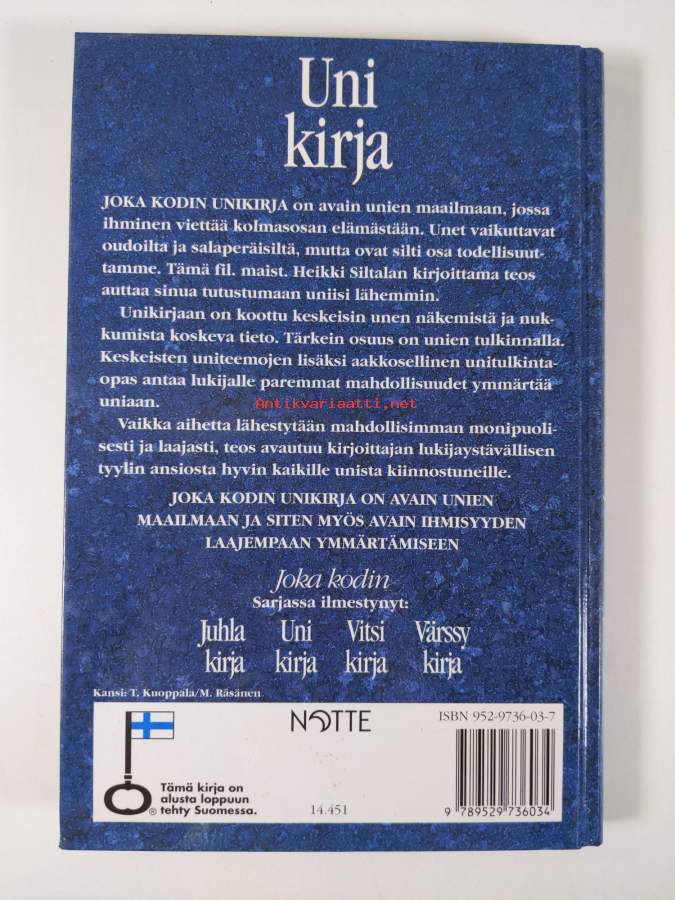 Uni
kirja
JOKA KODIN UNIKIRJA on avain unien maailmaan, jossa
ihminen viettää kolmasosan elämästään. Unet vaikuttavat
oudoilta ja salaperäisiltä, mutta ovat silti osa todellisuut-
tamme. Tämä fil. maist. Heikki Siltalan kirjoittama teos
auttaa sinua tutustumaan uniisi lähemmin.
Unikirjaan on koottu keskeisin unen näkemistä ja nuk-
kumista koskeva tieto. Tärkein osuus on unien tulkinnalla.
Keskeisten uniteemojen lisäksi aakkosellinen unitulkinta-
opas antaa lukijalle paremmat mahdollisuudet ymmärtää
uniaan.
Antikvariaatti.net
Vaikka aihetta lähestytään mahdollisimman monipuoli-
sesti ja laajasti, teos avautuu kirjoittajan lukijaystävällisen
tyylin ansiosta hyvin kaikille unista kiinnostuneille.
JOKA KODIN UNIKIRJA ON AVAIN UNIEN
MAAILMAAN JA SITEN MYÖS AVAIN IHMISYYDEN
LAAJEMPAAN YMMÄRTÄMISEEN
Joka kodin
Sarjassa ilmestynyt:
Juhla Uni Vitsi Värssy
kirja kirja kirja kirja
Kansi: T. Kuoppala/M. Räsänen
NOTTE
ISBN 952-9736-03-7
Tämä kirja on
alusta loppuun
® tehty Suomessa.
14.451
9 789529 736034